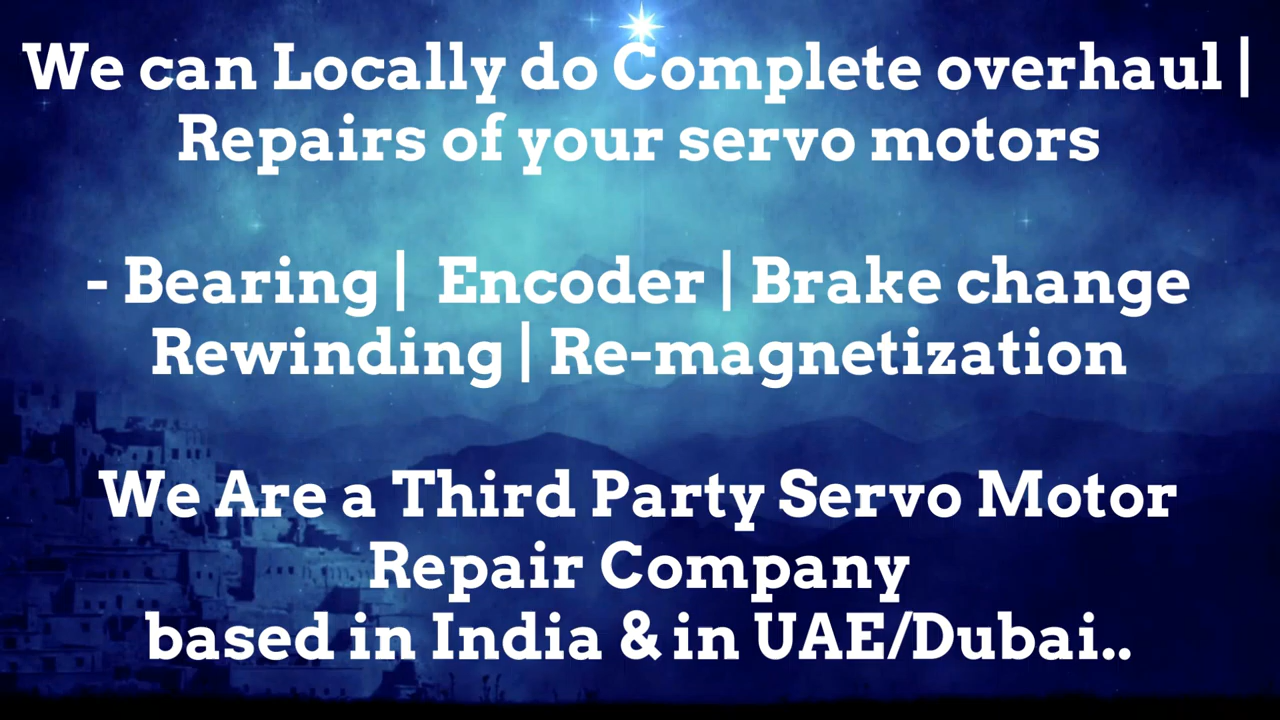 We can Locally do Complete overhaul |
Repairs of your servo motors
- Bearing | Encoder | Brake change
Rewinding | Re-magnetization
We Are a Third Party Servo Motor
Repair Company
based in India & in UAE/Dubai..